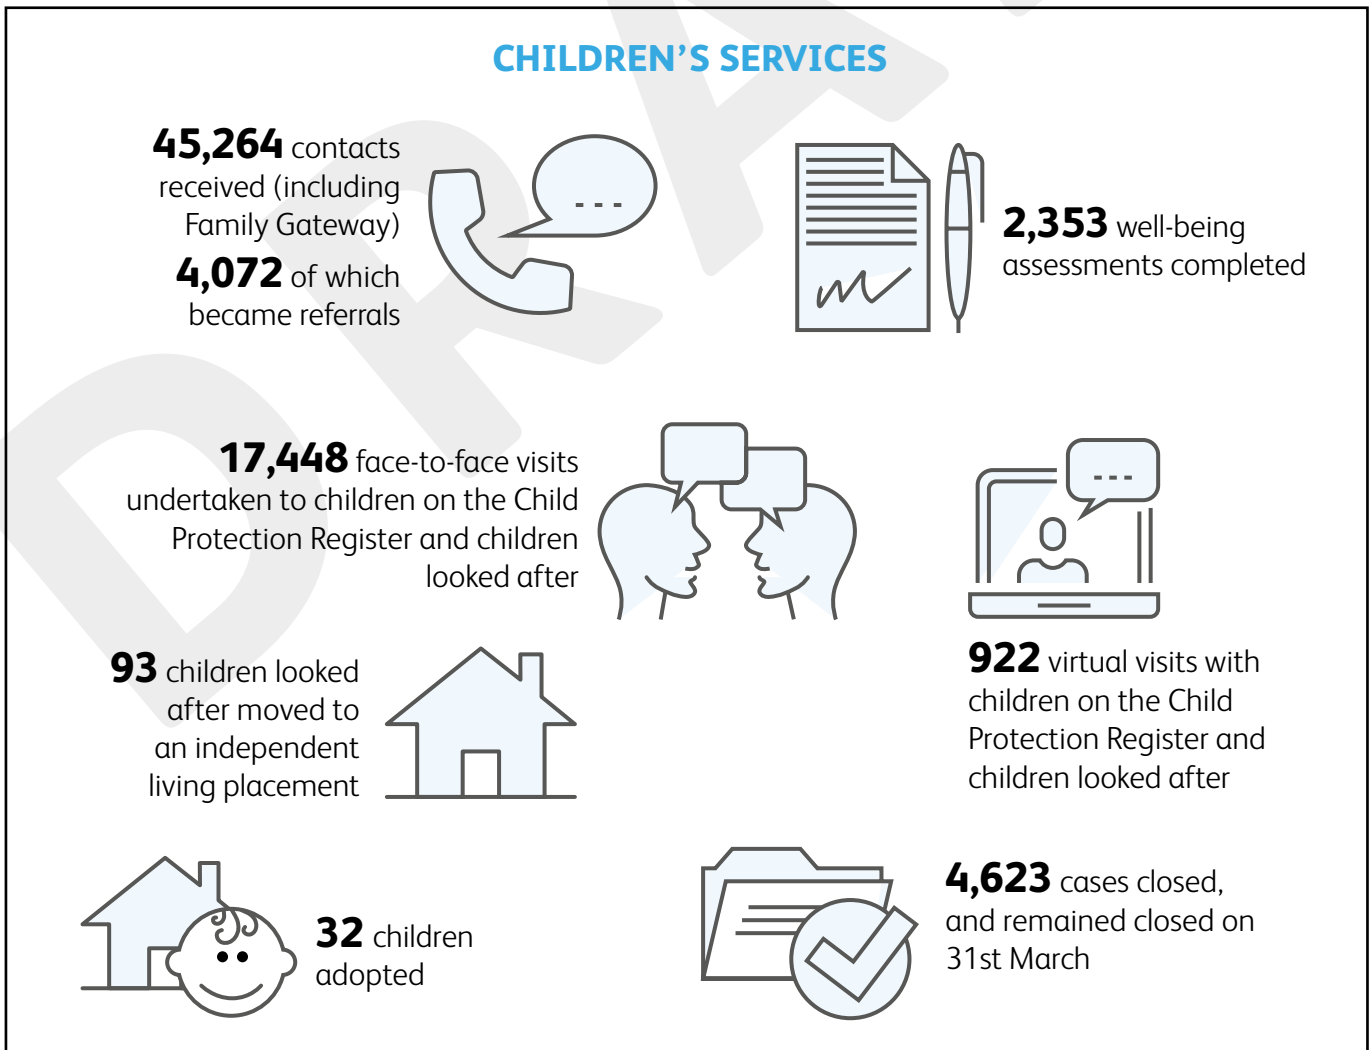 CHILDREN’S SERVICES
45,264 contacts
received (including
Family Gateway)
4,072 of which
became referrals
2,353 well-being
assessments completed
17,448 face-to-face visits
undertaken to children on the Child
Protection Register and children
looked after
922 virtual visits with
children on the Child
Protection Register and
children looked after
93 children looked
after moved to
an independent
living placement
32 children
adopted
4,623 cases closed,
and remained closed on
31st March
DRA